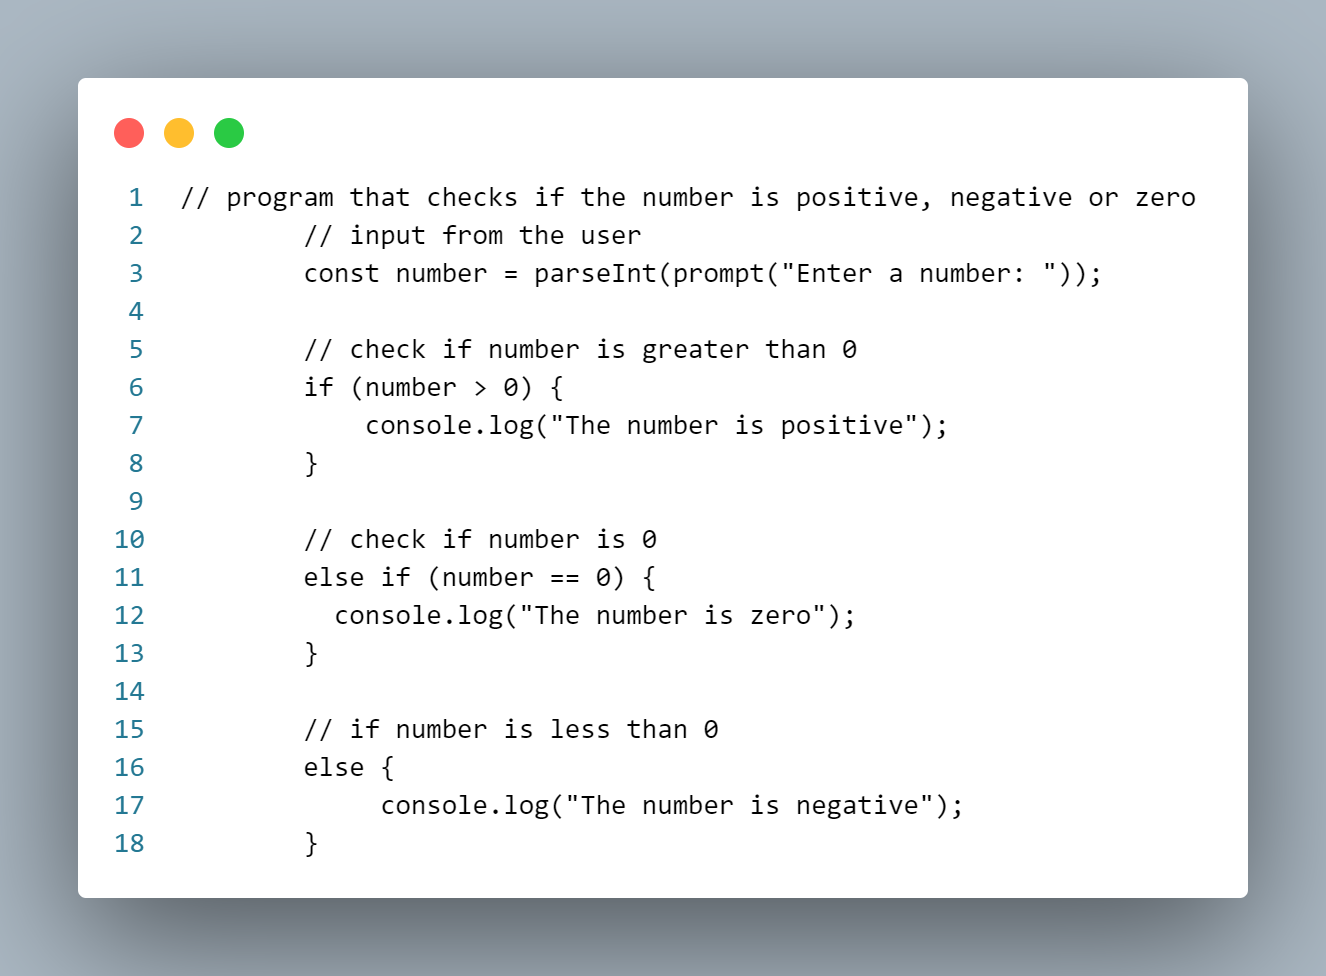 1 // program that checks if the number is positive, negative or zero
2         // input from the user
3         const number = parseInt(prompt("Enter a number: "));
4
5         // check if number is greater than 0
6         if (number > 0) {
7             console.log("The number is positive");
8         }
9
10         // check if number is 0
11         else if (number == 0) {
12           console.log("The number is zero");
13         }
14
15         // if number is less than 0
16         else {
17              console.log("The number is negative");
18         }